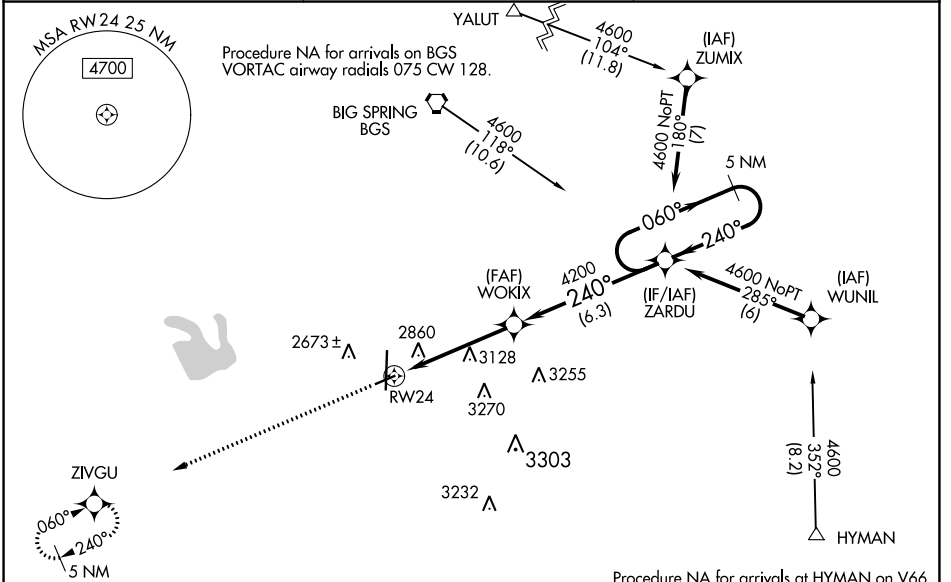 MSA RW24 25 NM
4700
Procedure NA for arrivals on BGS
VORTAC airway radials 075 CW 128.
YALUT
4600
104°
(11.8)
(IAF)
ZUMIX
BIG SPRING
BGS
4600
118°
(10.6)
4600 NoPT
180°
(7)
5 NM
060°
240°
(FAF)
WOKIX
4200
240°
(6.3)
(IF/IAF)
ZARDU
4600 NoPT
285°
(6)
(IAF)
WUNIL
2673±
2860
3128
3255
RW24
3270
3303
3232
4600
352°
(8.2)
HYMAN
ZIVGU
060°
240°
5 NM
Procedure NA for arrivals at HYMAN on V66